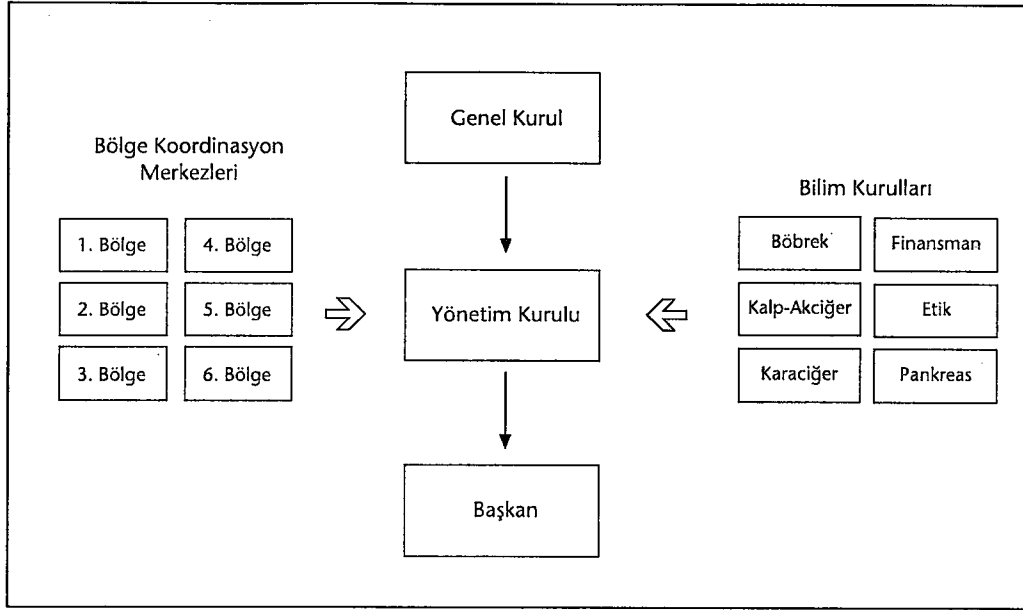 Genel Kurul
Bölge Koordinasyon
Merkezleri
1. Bölge
4. Bölge
2. Bölge
5. Bölge
3. Bölge
6. Bölge
Yönetim Kurulu
Bilim Kurulları
Böbrek
Finansman
Kalp-Akciğer
Etik
Karaciğer
Pankreas
Başkan